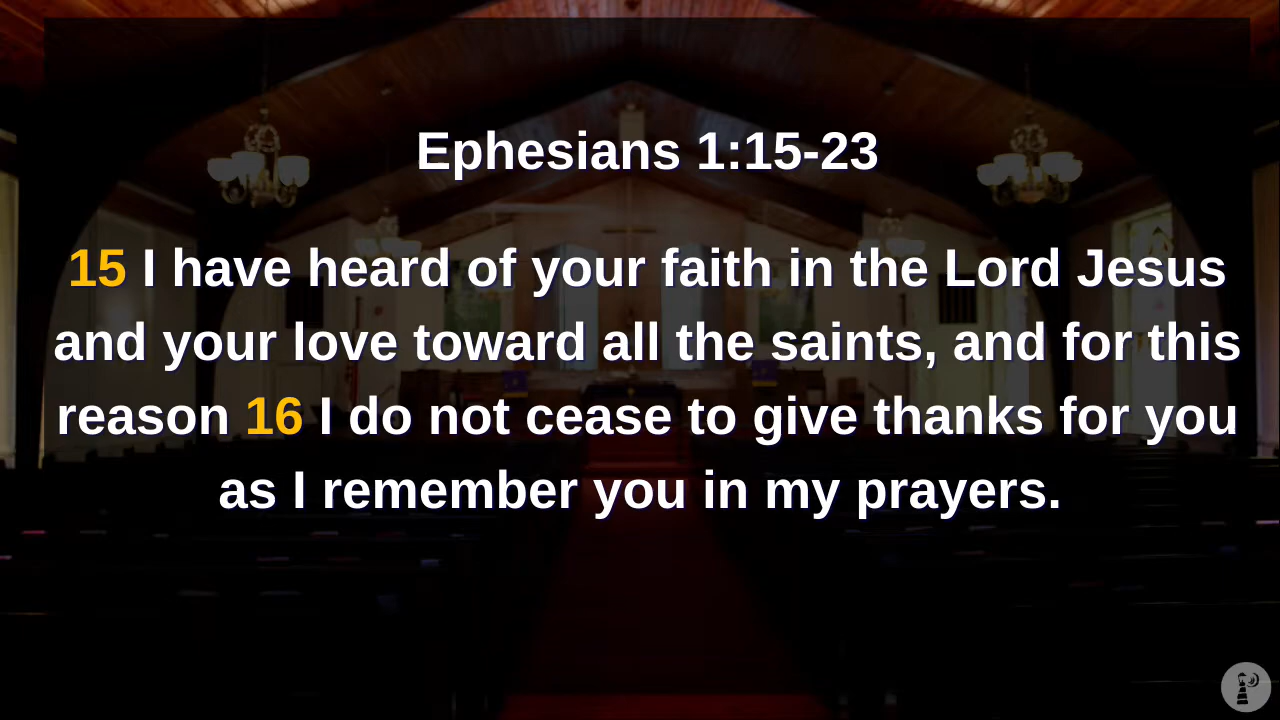 Ephesians 1:15-23
15 I have heard of your faith in the Lord Jesus
and your love toward all the saints, and for this
reason 16 I do not cease to give thanks for you
as I remember you in my prayers.